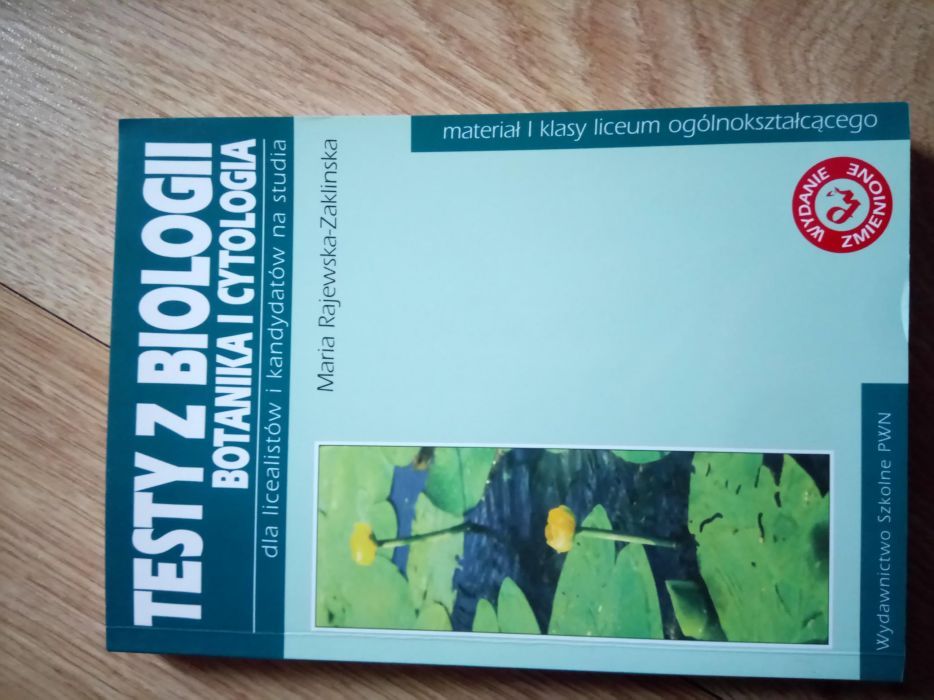 TESTY Z BIOLOGII
BOTANIKA I CYTOLOGIA
dla licealistów i kandydatów na studia
Maria Rajewska-Zaklinska
materiał I klasy liceum ogólnokształcącego
WYDANIE ZMIENIONE
Wydawnictwo Szkolne PWN